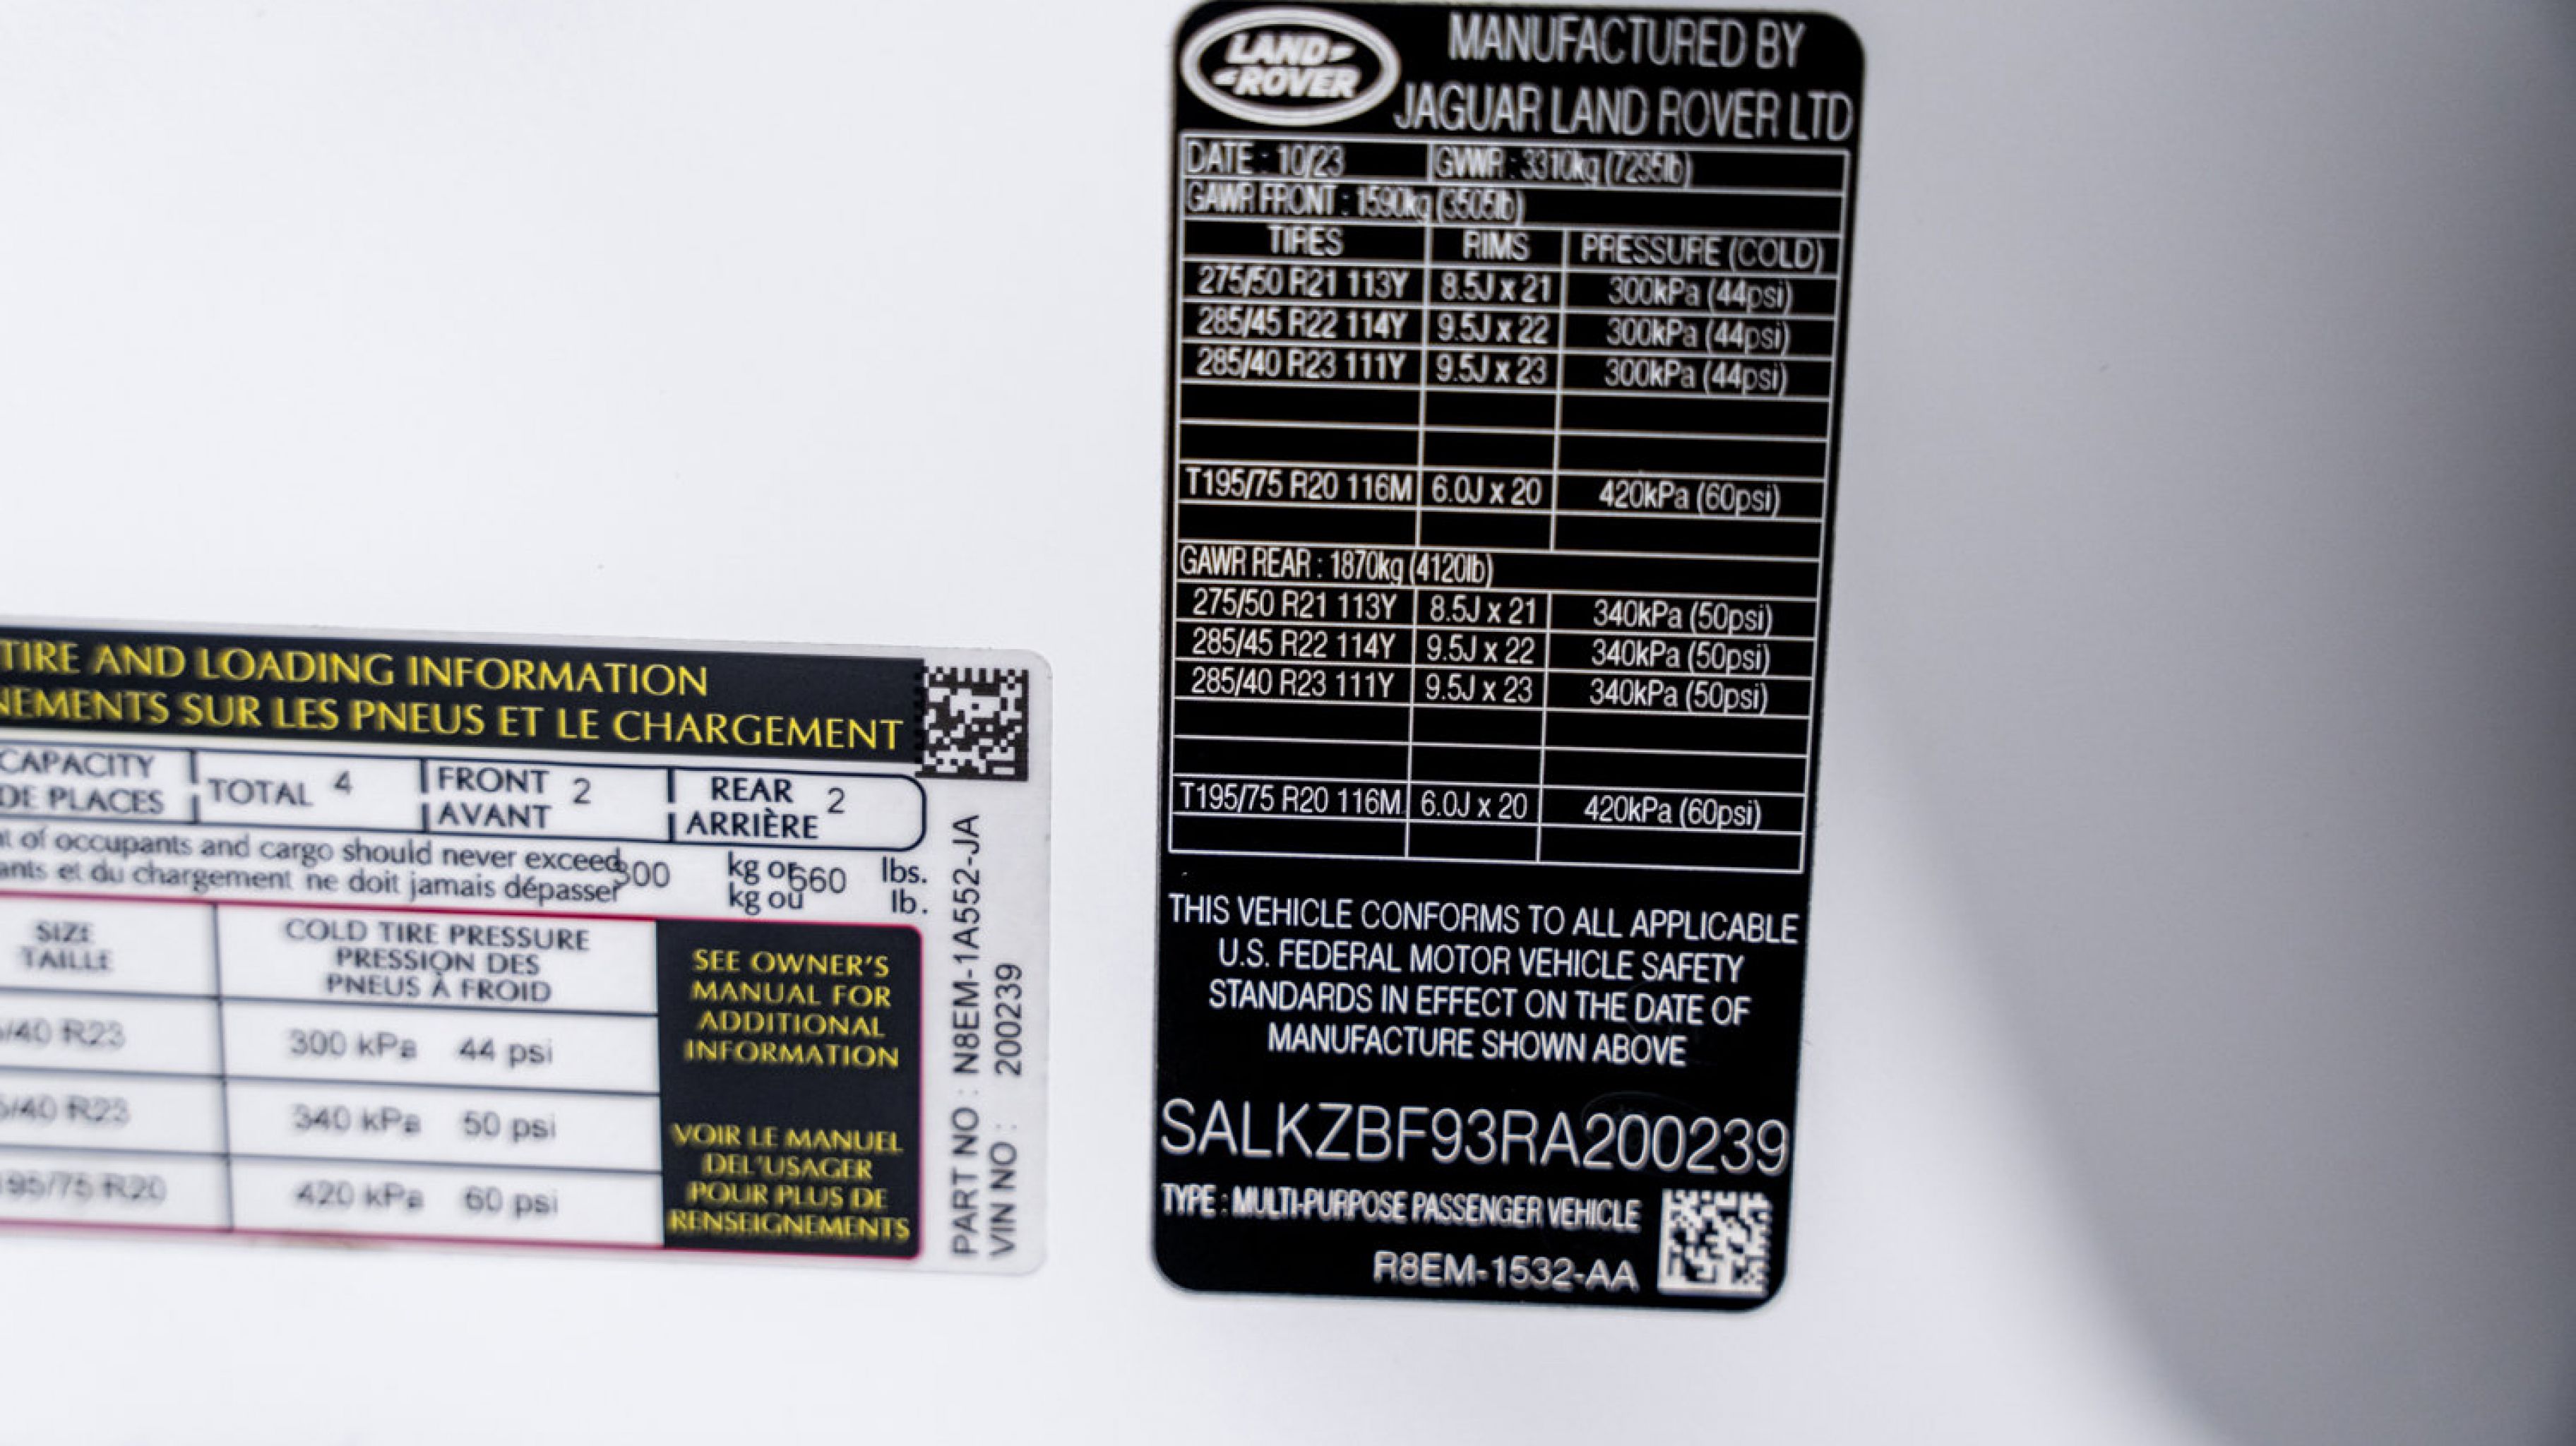 LAND ROVER
MANUFACTURED BY
JAGUAR LAND ROVER LTD
DATE : 10/23 GVWR : 3310kg (7295lb)
GAWR FRONT : 1590kg (3505lb)
TIRES RIMS PRESSURE (COLD)
275/50 R21 113Y 8.5J x 21 300kPa (44psi)
285/45 R22 114Y 9.5J x 22 300kPa (44psi)
285/40 R23 111Y 9.5J x 23 300kPa (44psi)
T195/75 R20 116M 6.0J x 20 420kPa (60psi)
GAWR REAR : 1870kg (4120lb)
275/50 R21 113Y 8.5J x 21 340kPa (50psi)
285/45 R22 114Y 9.5J x 22 340kPa (50psi)
285/40 R23 111Y 9.5J x 23 340kPa (50psi)
T195/75 R20 116M 6.0J x 20 420kPa (60psi)
THIS VEHICLE CONFORMS TO ALL APPLICABLE
U.S. FEDERAL MOTOR VEHICLE SAFETY
STANDARDS IN EFFECT ON THE DATE OF
MANUFACTURE SHOWN ABOVE
SALKZBF93RA200239
TYPE : MULTI-PURPOSE PASSENGER VEHICLE
R8EM-1532-AA
TIRE AND LOADING INFORMATION
NEMENTS SUR LES PNEUS ET LE CHARGEMENT
CAPACITY TOTAL 4 FRONT 2 REAR 2
DE PLACES AVANT ARRIÈRE
of occupants and cargo should never exceed 300 kg or 660 lbs.
ants et du chargement ne doit jamais dépasser kg ou lb.
SIZE
TAILLE
COLD TIRE PRESSURE
PRESSION DES
PNEUS À FROID
/40 R23 300 kPa 44 psi
/40 R23 340 kPa 50 psi
95/75 R20 420 kPa 60 psi
SEE OWNER'S
MANUAL FOR
ADDITIONAL
INFORMATION
VOIR LE MANUEL
DEL'USAGER
POUR PLUS DE
RENSEIGNEMENTS
PART NO : N8EM-1A552-JA
VIN NO : 200239